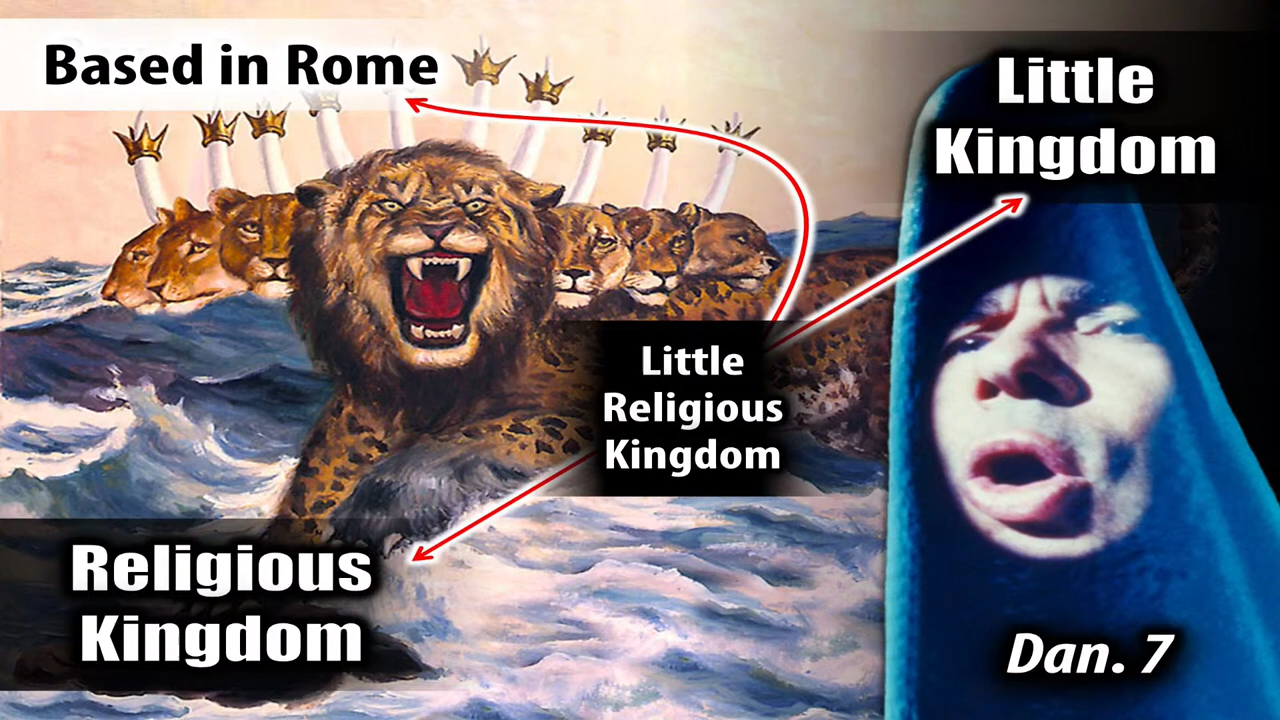 Based in Rome
Little
Kingdom
Little
Religious
Kingdom
Religious
Kingdom
Dan. 7